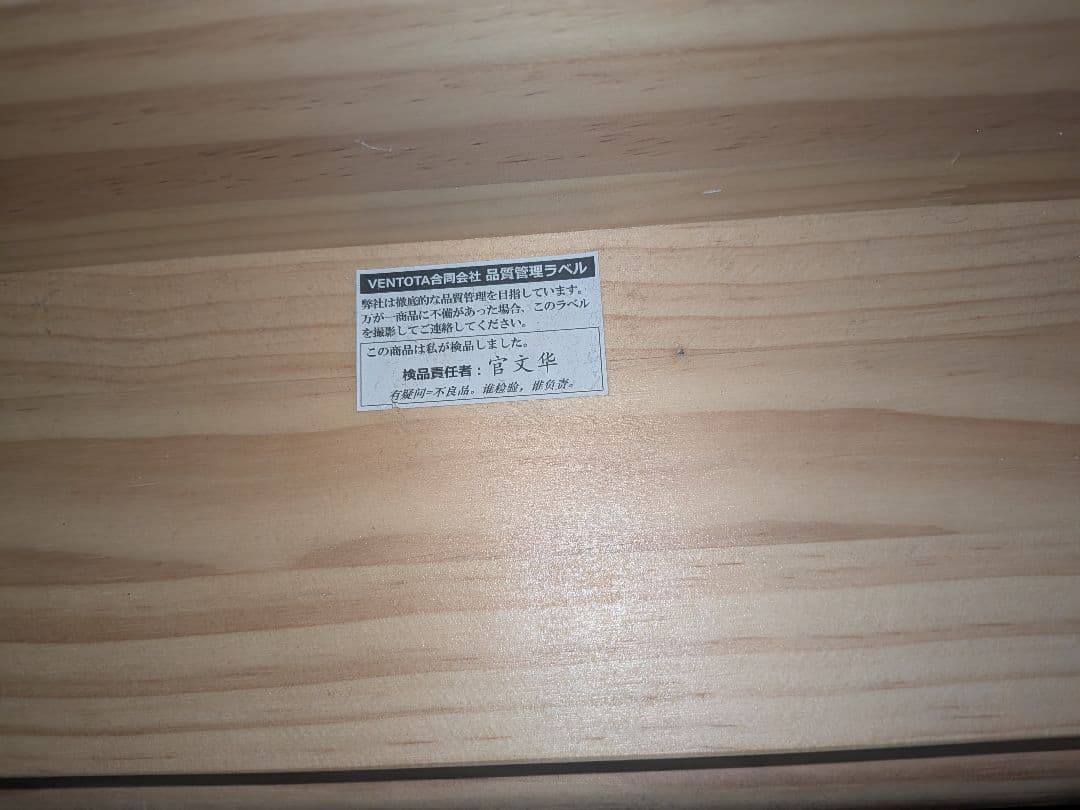 VENTOTA合同会社 品質管理ラベル
弊社は徹底的な品質管理を目指しています。
万が一商品に不備があった場合、このラベル
を撮影してご連絡してください。
この商品は私が検品しました。
検品責任者：官文华
有疑问=不良品。谁检验，谁负责。